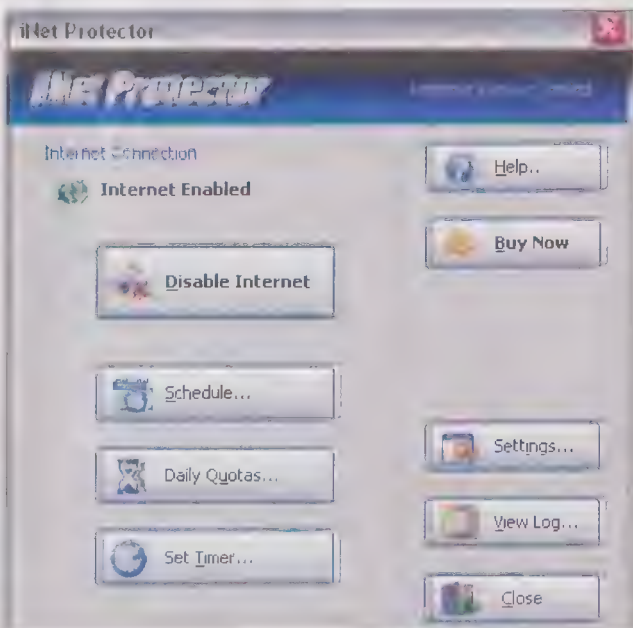 iNet Protector
iNet Protector
Internet Connection
Internet Enabled
Disable Internet
Schedule...
Daily Quotas...
Set Timer...
Help..
Buy Now
Settings...
View Log...
Close